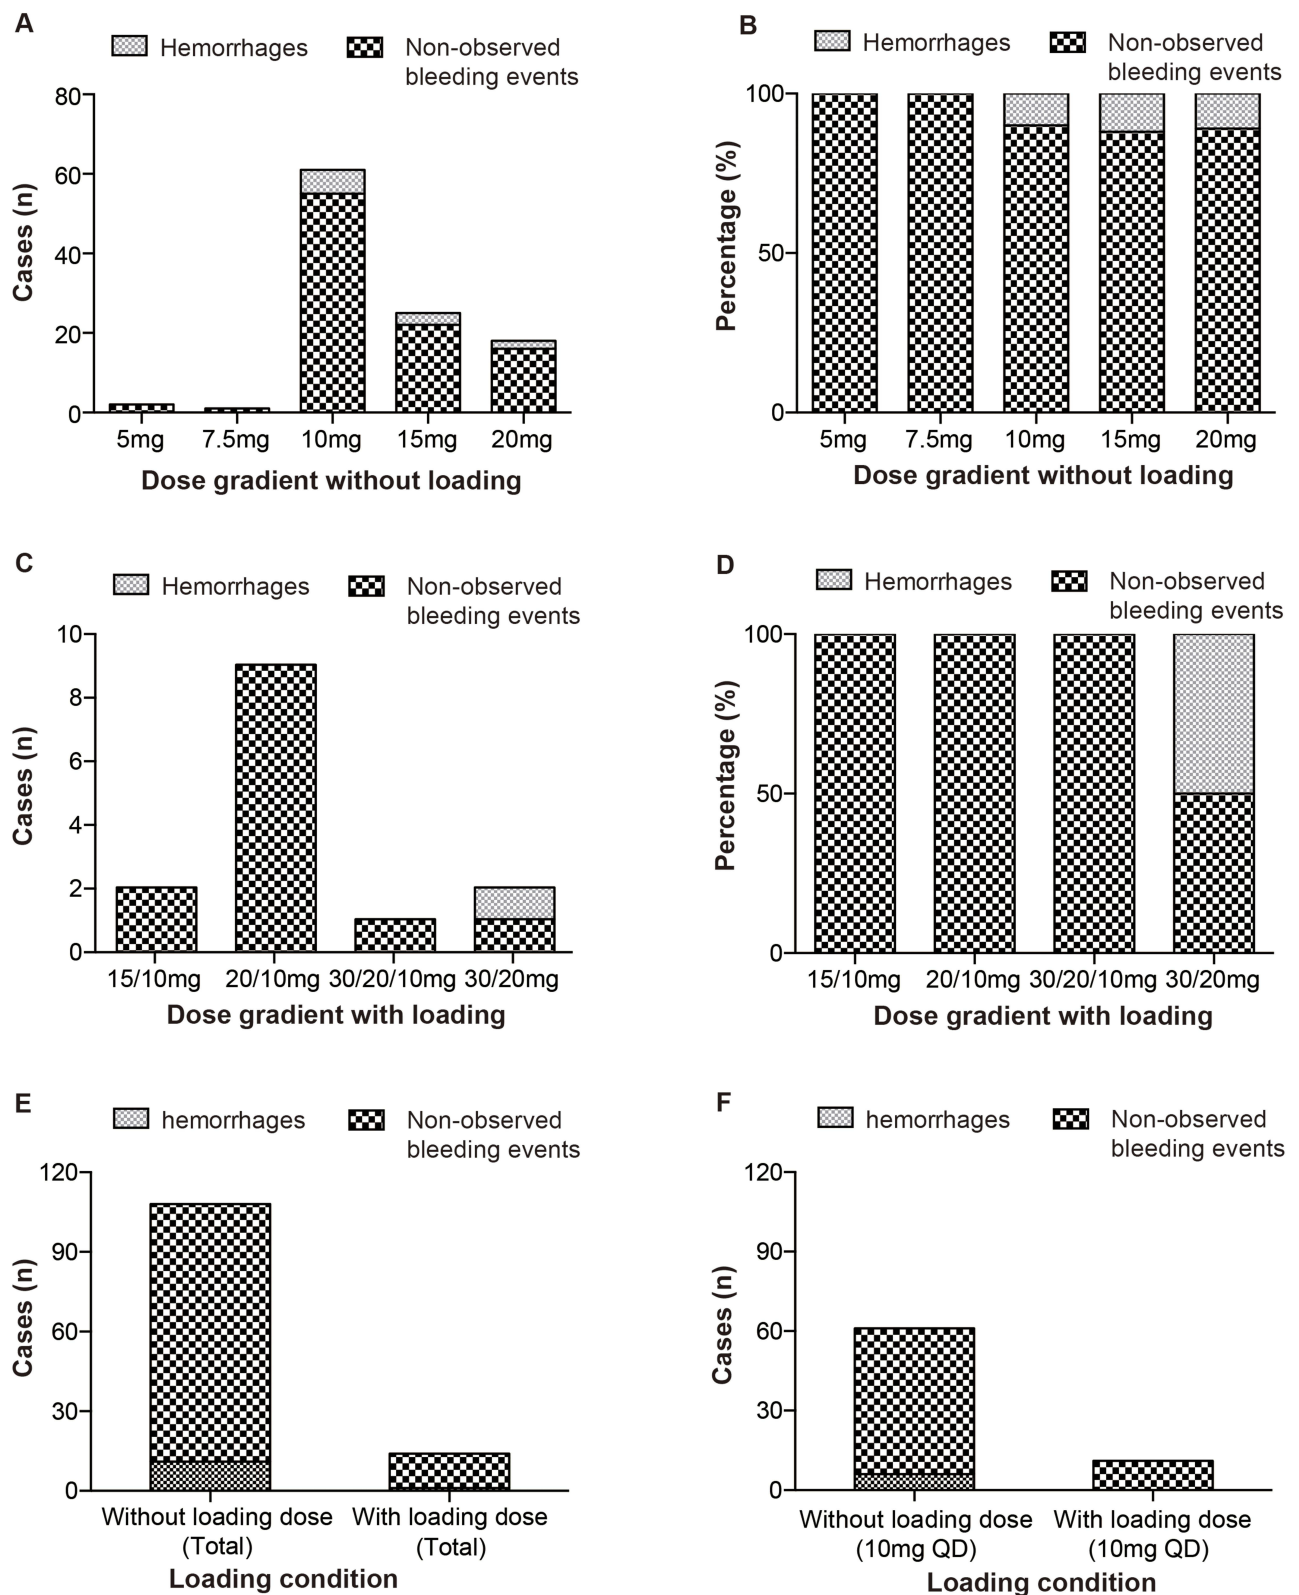 A
Hemorrhages
Non-observed
bleeding events
80
60
40
20
0
Cases (n)
5mg 7.5mg 10mg 15mg 20mg
Dose gradient without loading
B
Hemorrhages
Non-observed
bleeding events
100
50
0
Percentage (%)
5mg 7.5mg 10mg 15mg 20mg
Dose gradient without loading
C
Hemorrhages
Non-observed
bleeding events
10
8
6
4
2
0
Cases (n)
15/10mg 20/10mg 30/20/10mg 30/20mg
Dose gradient with loading
D
Hemorrhages
Non-observed
bleeding events
100
50
0
Percentage (%)
15/10mg 20/10mg 30/20/10mg 30/20mg
Dose gradient with loading
E
hemorrhages
Non-observed
bleeding events
120
90
60
30
0
Cases (n)
Without loading dose With loading dose
(Total) (Total)
Loading condition
F
hemorrhages
Non-observed
bleeding events
120
90
60
30
0
Cases (n)
Without loading dose With loading dose
(10mg QD) (10mg QD)
Loading condition